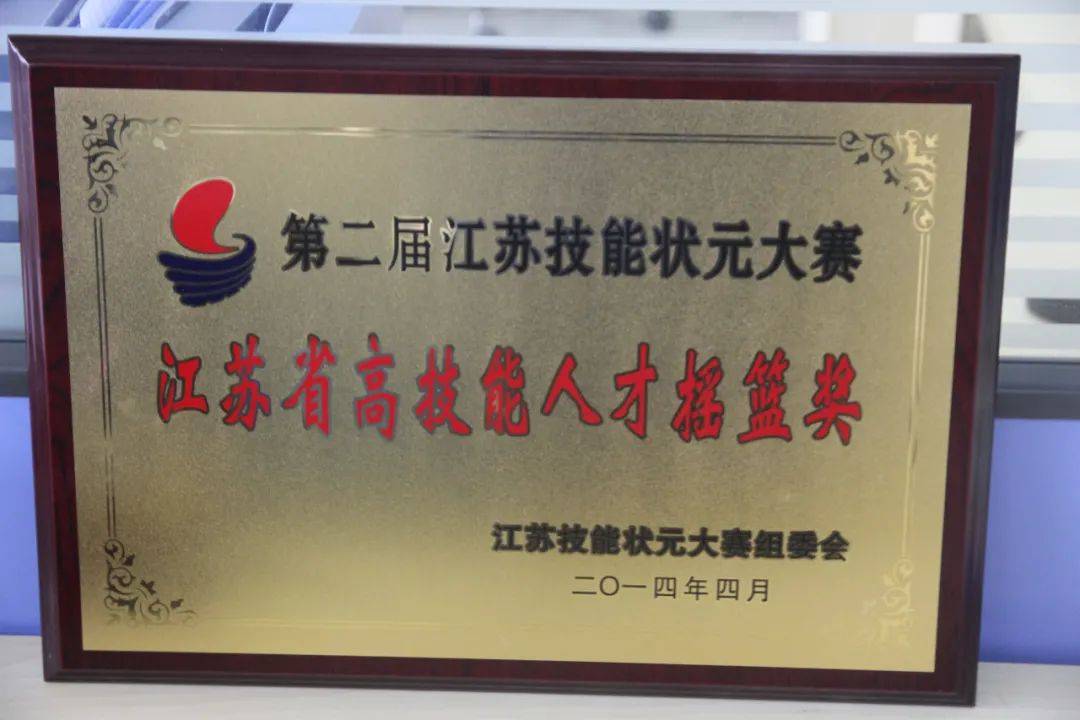 第二届江苏技能状元大赛
江苏省高技能人才摇篮奖
江苏技能状元大赛组委会
二〇一四年四月